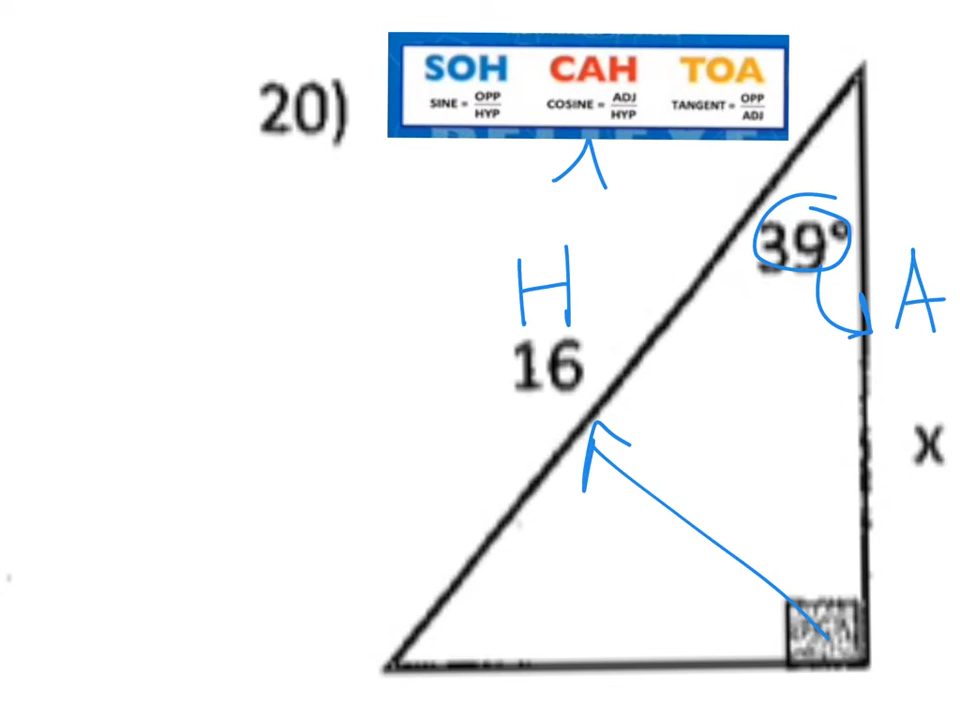 20)
SOH CAH TOA
SINE = OPP/HYP COSINE = ADJ/HYP TANGENT = OPP/ADJ
39°
H
A
16
x